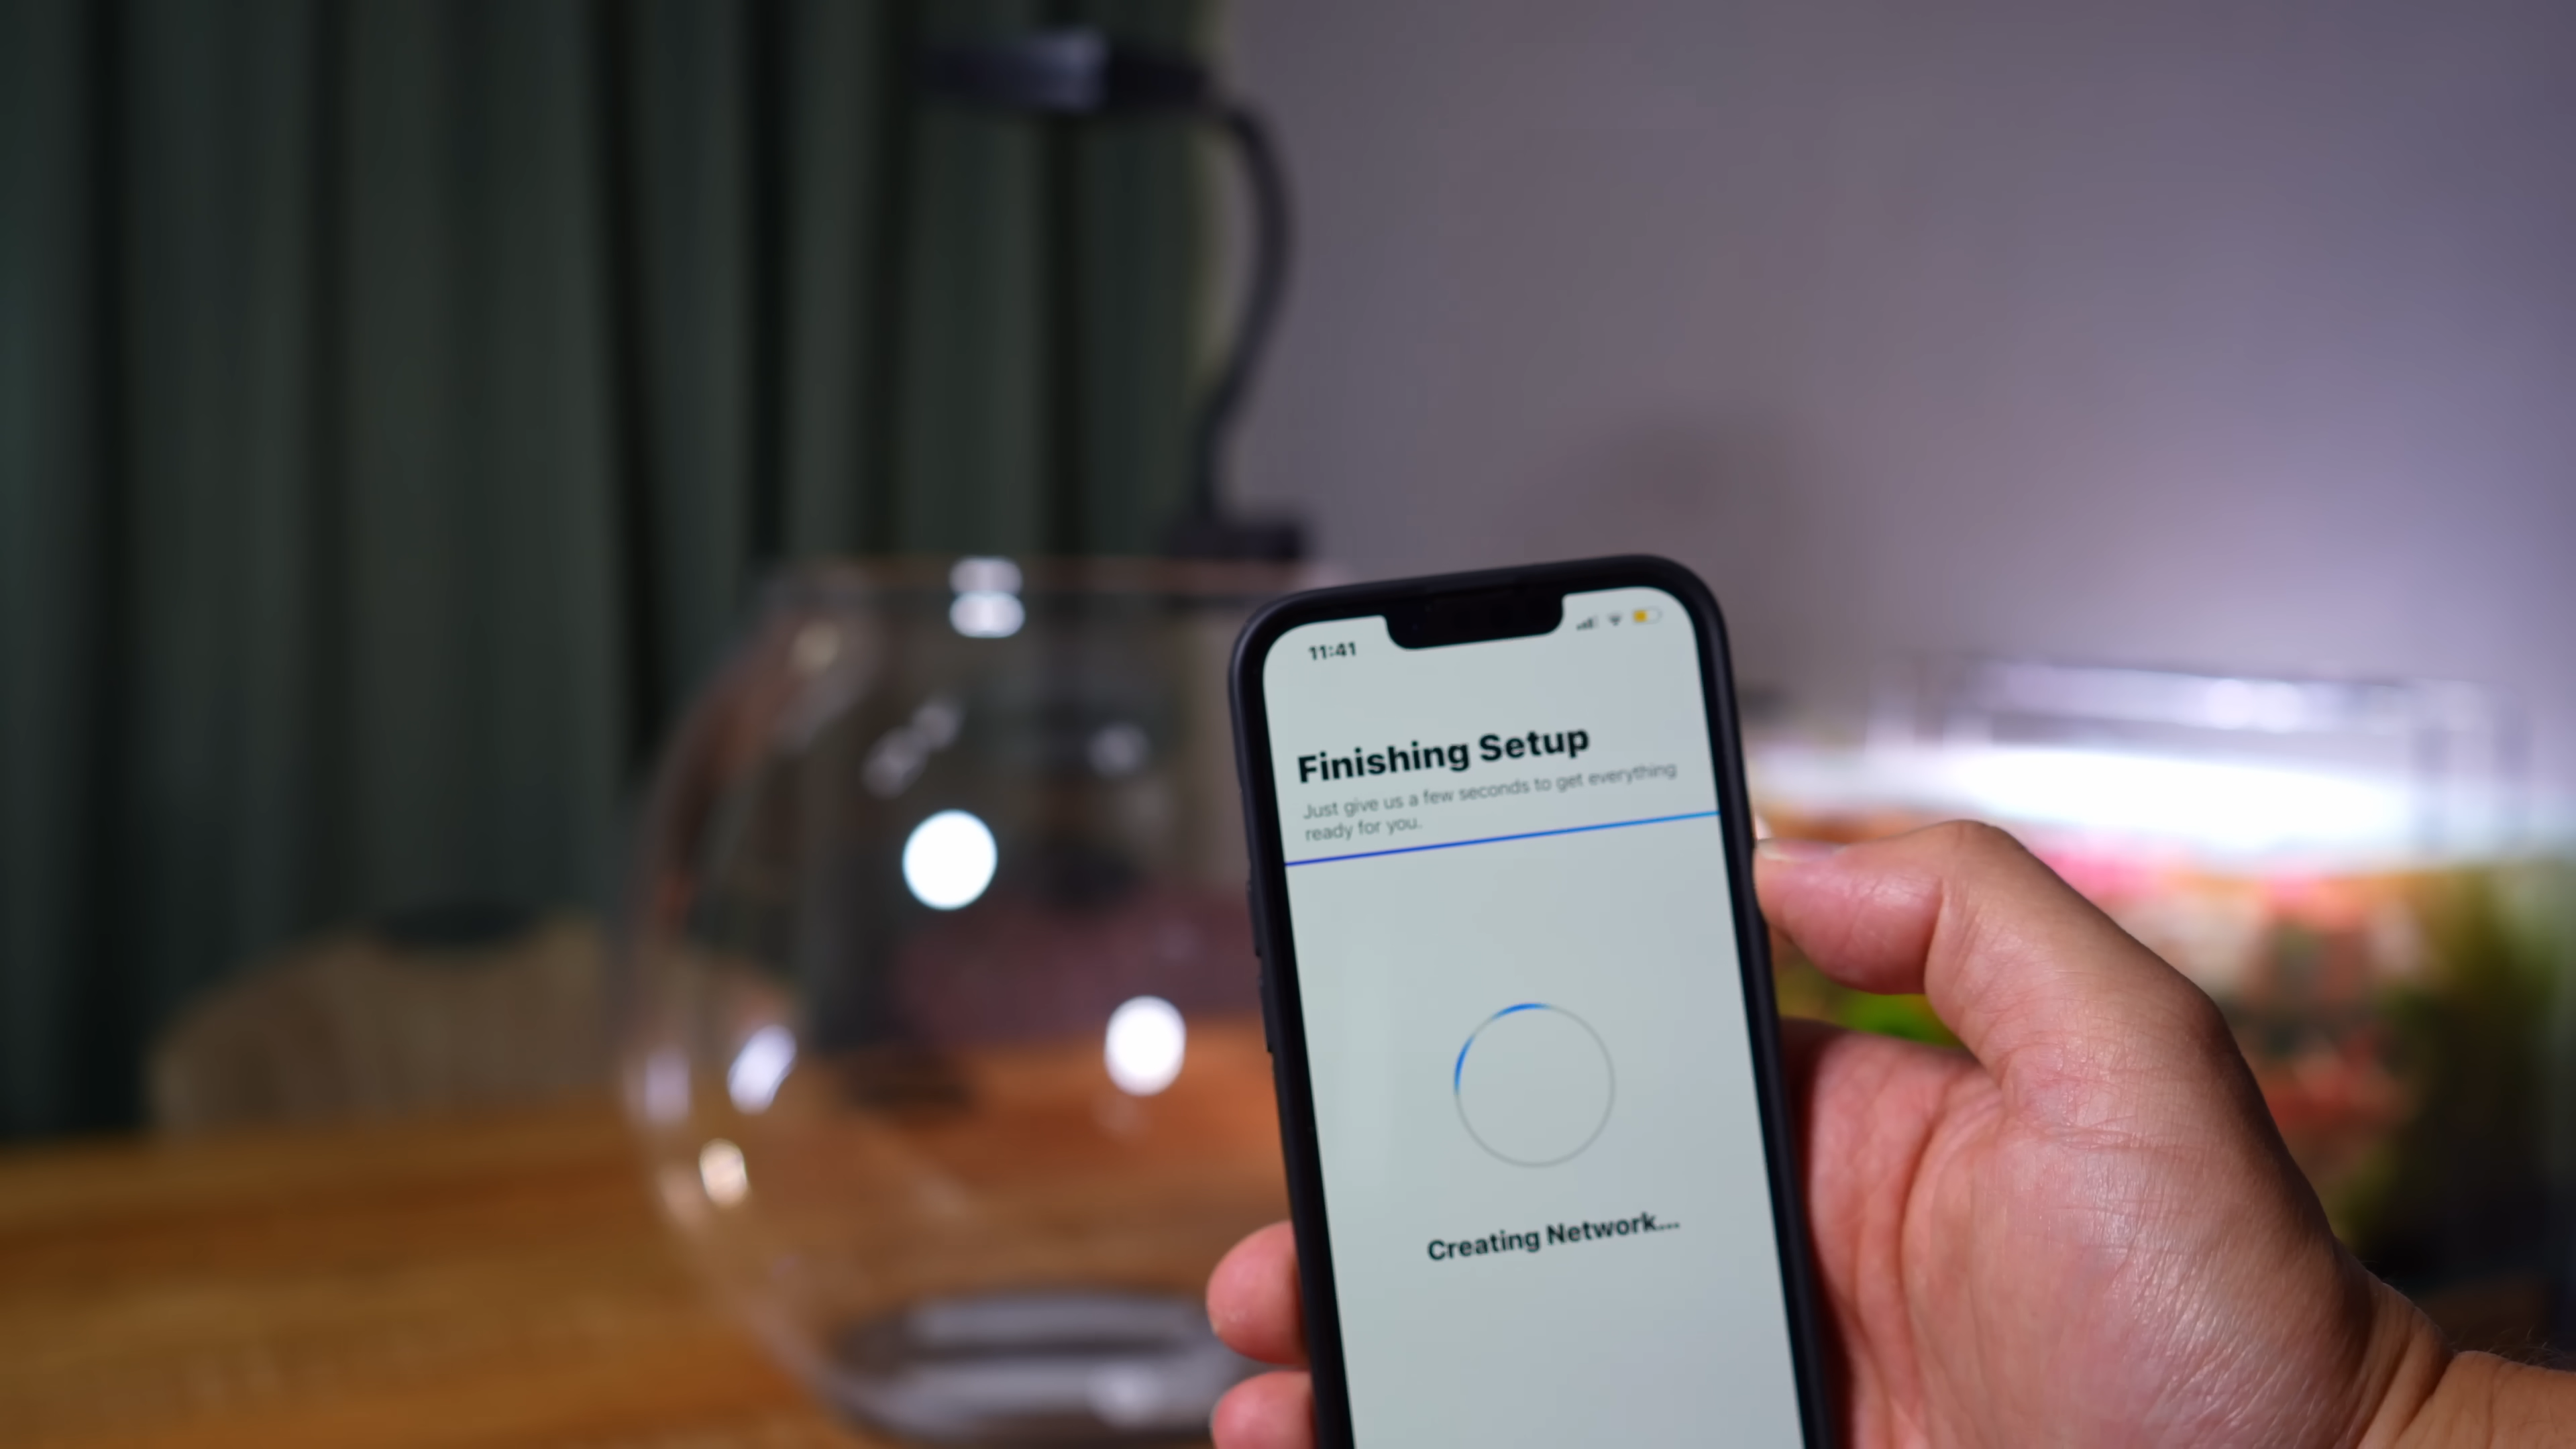 11:41
Finishing Setup
Just give us a few seconds to get everything
ready for you.
Creating Network...